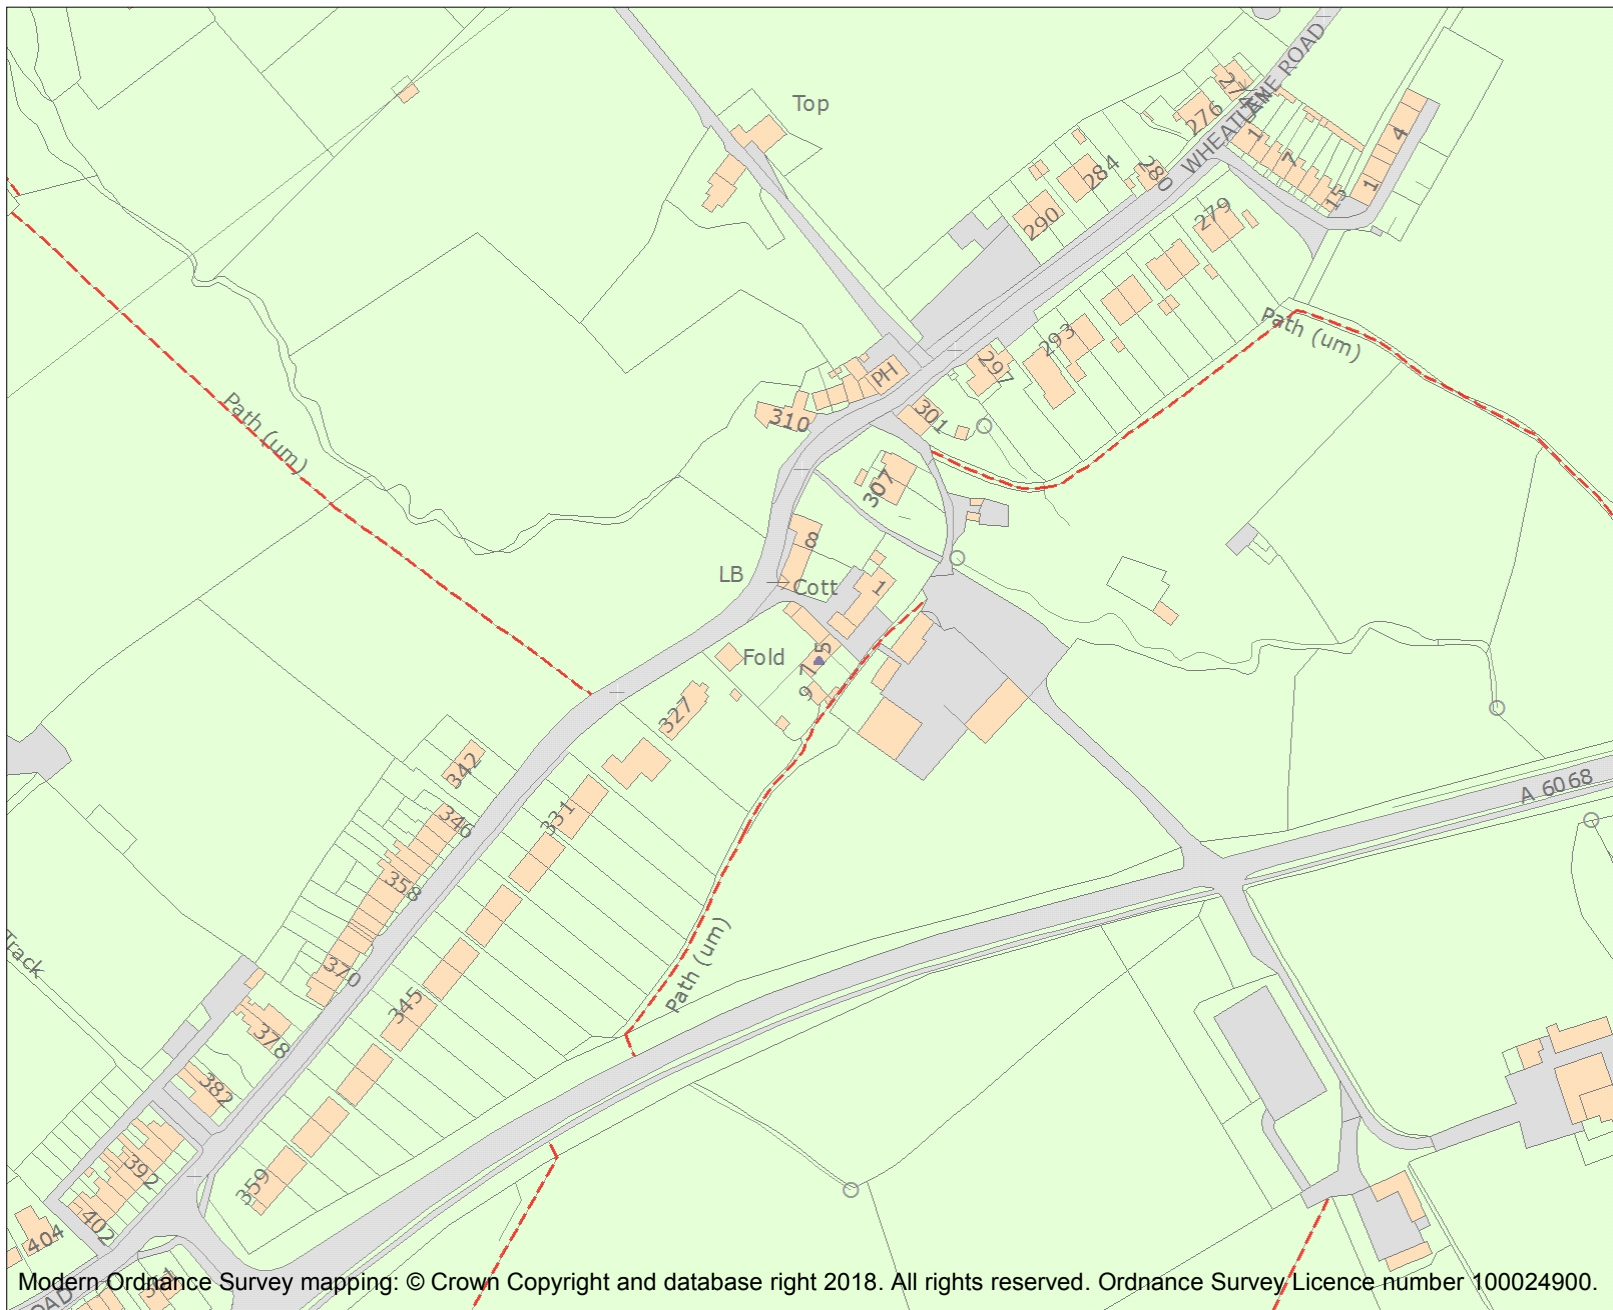 Top
WHEATLANE ROAD
274
276
280
284
290
279
1
7
15
1
4
Path (um)
293
297
PH
310
301
307
Path (um)
8
LB
Cott
1
Fold
5
7
9
327
342
331
346
A 6068
358
Path (um)
Track
370
345
378
382
392
359
402
404
Modern Ordnance Survey mapping: © Crown Copyright and database right 2018. All rights reserved. Ordnance Survey Licence number 100024900.